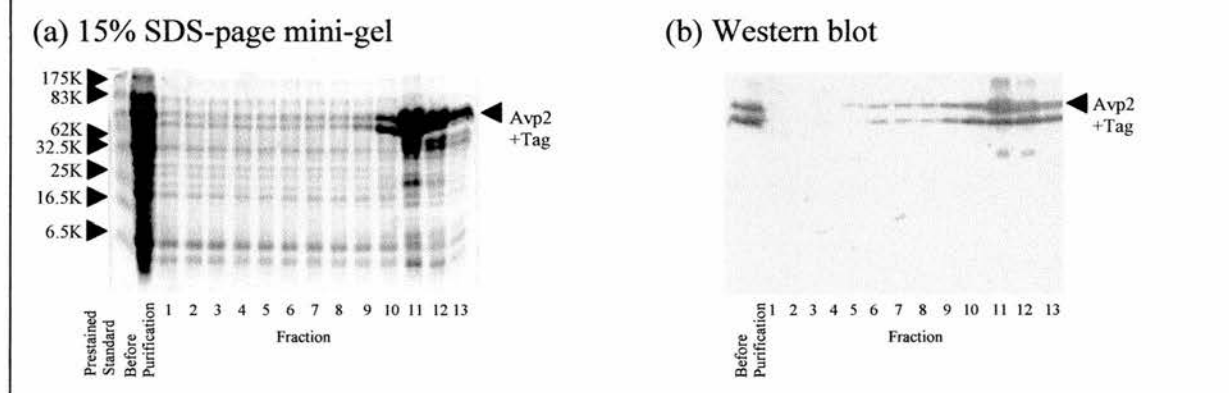 (a) 15% SDS-page mini-gel
175K
83K
62K
32.5K
25K
16.5K
6.5K
Avp2
+Tag
Prestained
Standard
Before
Purification
1 2 3 4 5 6 7 8 9 10 11 12 13
Fraction
(b) Western blot
Avp2
+Tag
Before
Purification
1 2 3 4 5 6 7 8 9 10 11 12 13
Fraction